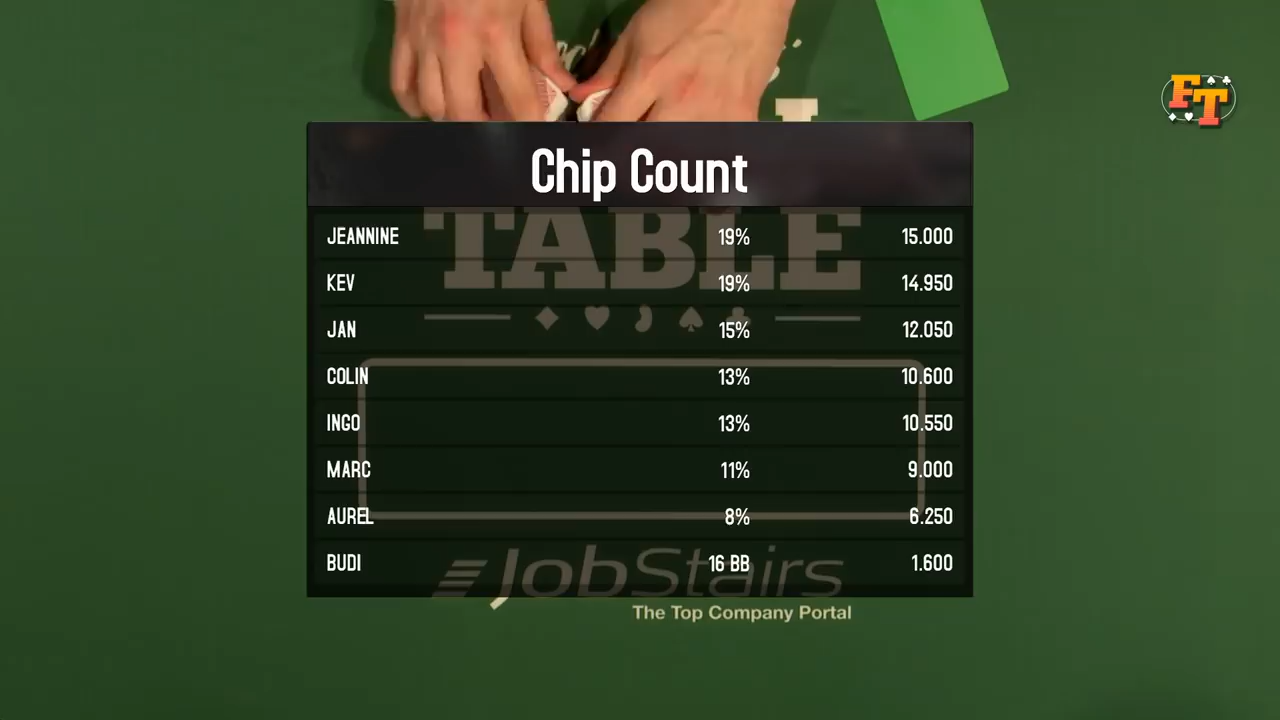 FT
Chip Count
TABLE
JEANNINE 19% 15.000
KEV 19% 14.950
JAN 15% 12.050
COLIN 13% 10.600
INGO 13% 10.550
MARC 11% 9.000
AUREL 8% 6.250
BUDI 16 BB 1.600
JobStairs
The Top Company Portal